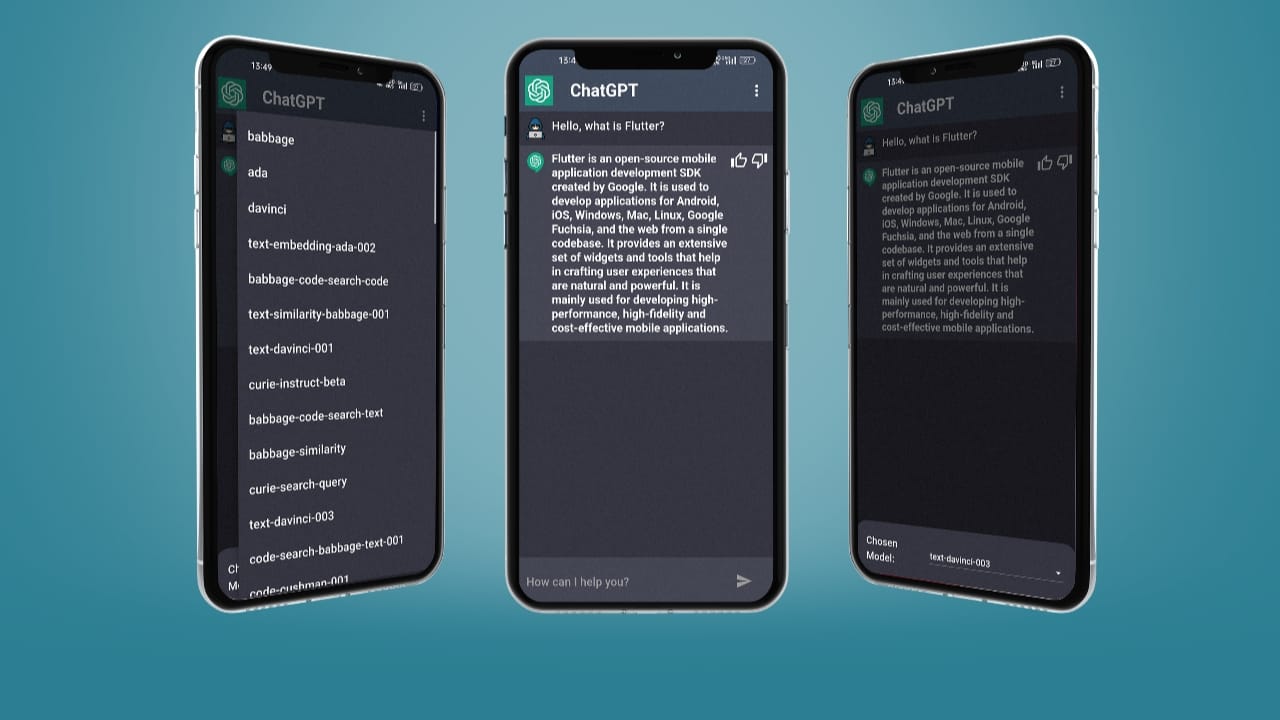 13:49
ChatGPT
babbage
ada
davinci
text-embedding-ada-002
babbage-code-search-code
text-similarity-babbage-001
text-davinci-001
curie-instruct-beta
babbage-code-search-text
babbage-similarity
curie-search-query
text-davinci-003
code-search-babbage-text-001
code-cushman-001
Ch
M
13:4
ChatGPT
Hello, what is Flutter?
Flutter is an open-source mobile
application development SDK
created by Google. It is used to
develop applications for Android,
iOS, Windows, Mac, Linux, Google
Fuchsia, and the web from a single
codebase. It provides an extensive
set of widgets and tools that help
in crafting user experiences that
are natural and powerful. It is
mainly used for developing high-
performance, high-fidelity and
cost-effective mobile applications.
How can I help you?
13:4
ChatGPT
Hello, what is Flutter?
Flutter is an open-source mobile
application development SDK
created by Google. It is used to
develop applications for Android,
iOS, Windows, Mac, Linux, Google
Fuchsia, and the web from a single
codebase. It provides an extensive
set of widgets and tools that help
in crafting user experiences that
are natural and powerful. It is
mainly used for developing high-
performance, high-fidelity and
cost-effective mobile applications.
Chosen
Model:
text-davinci-003